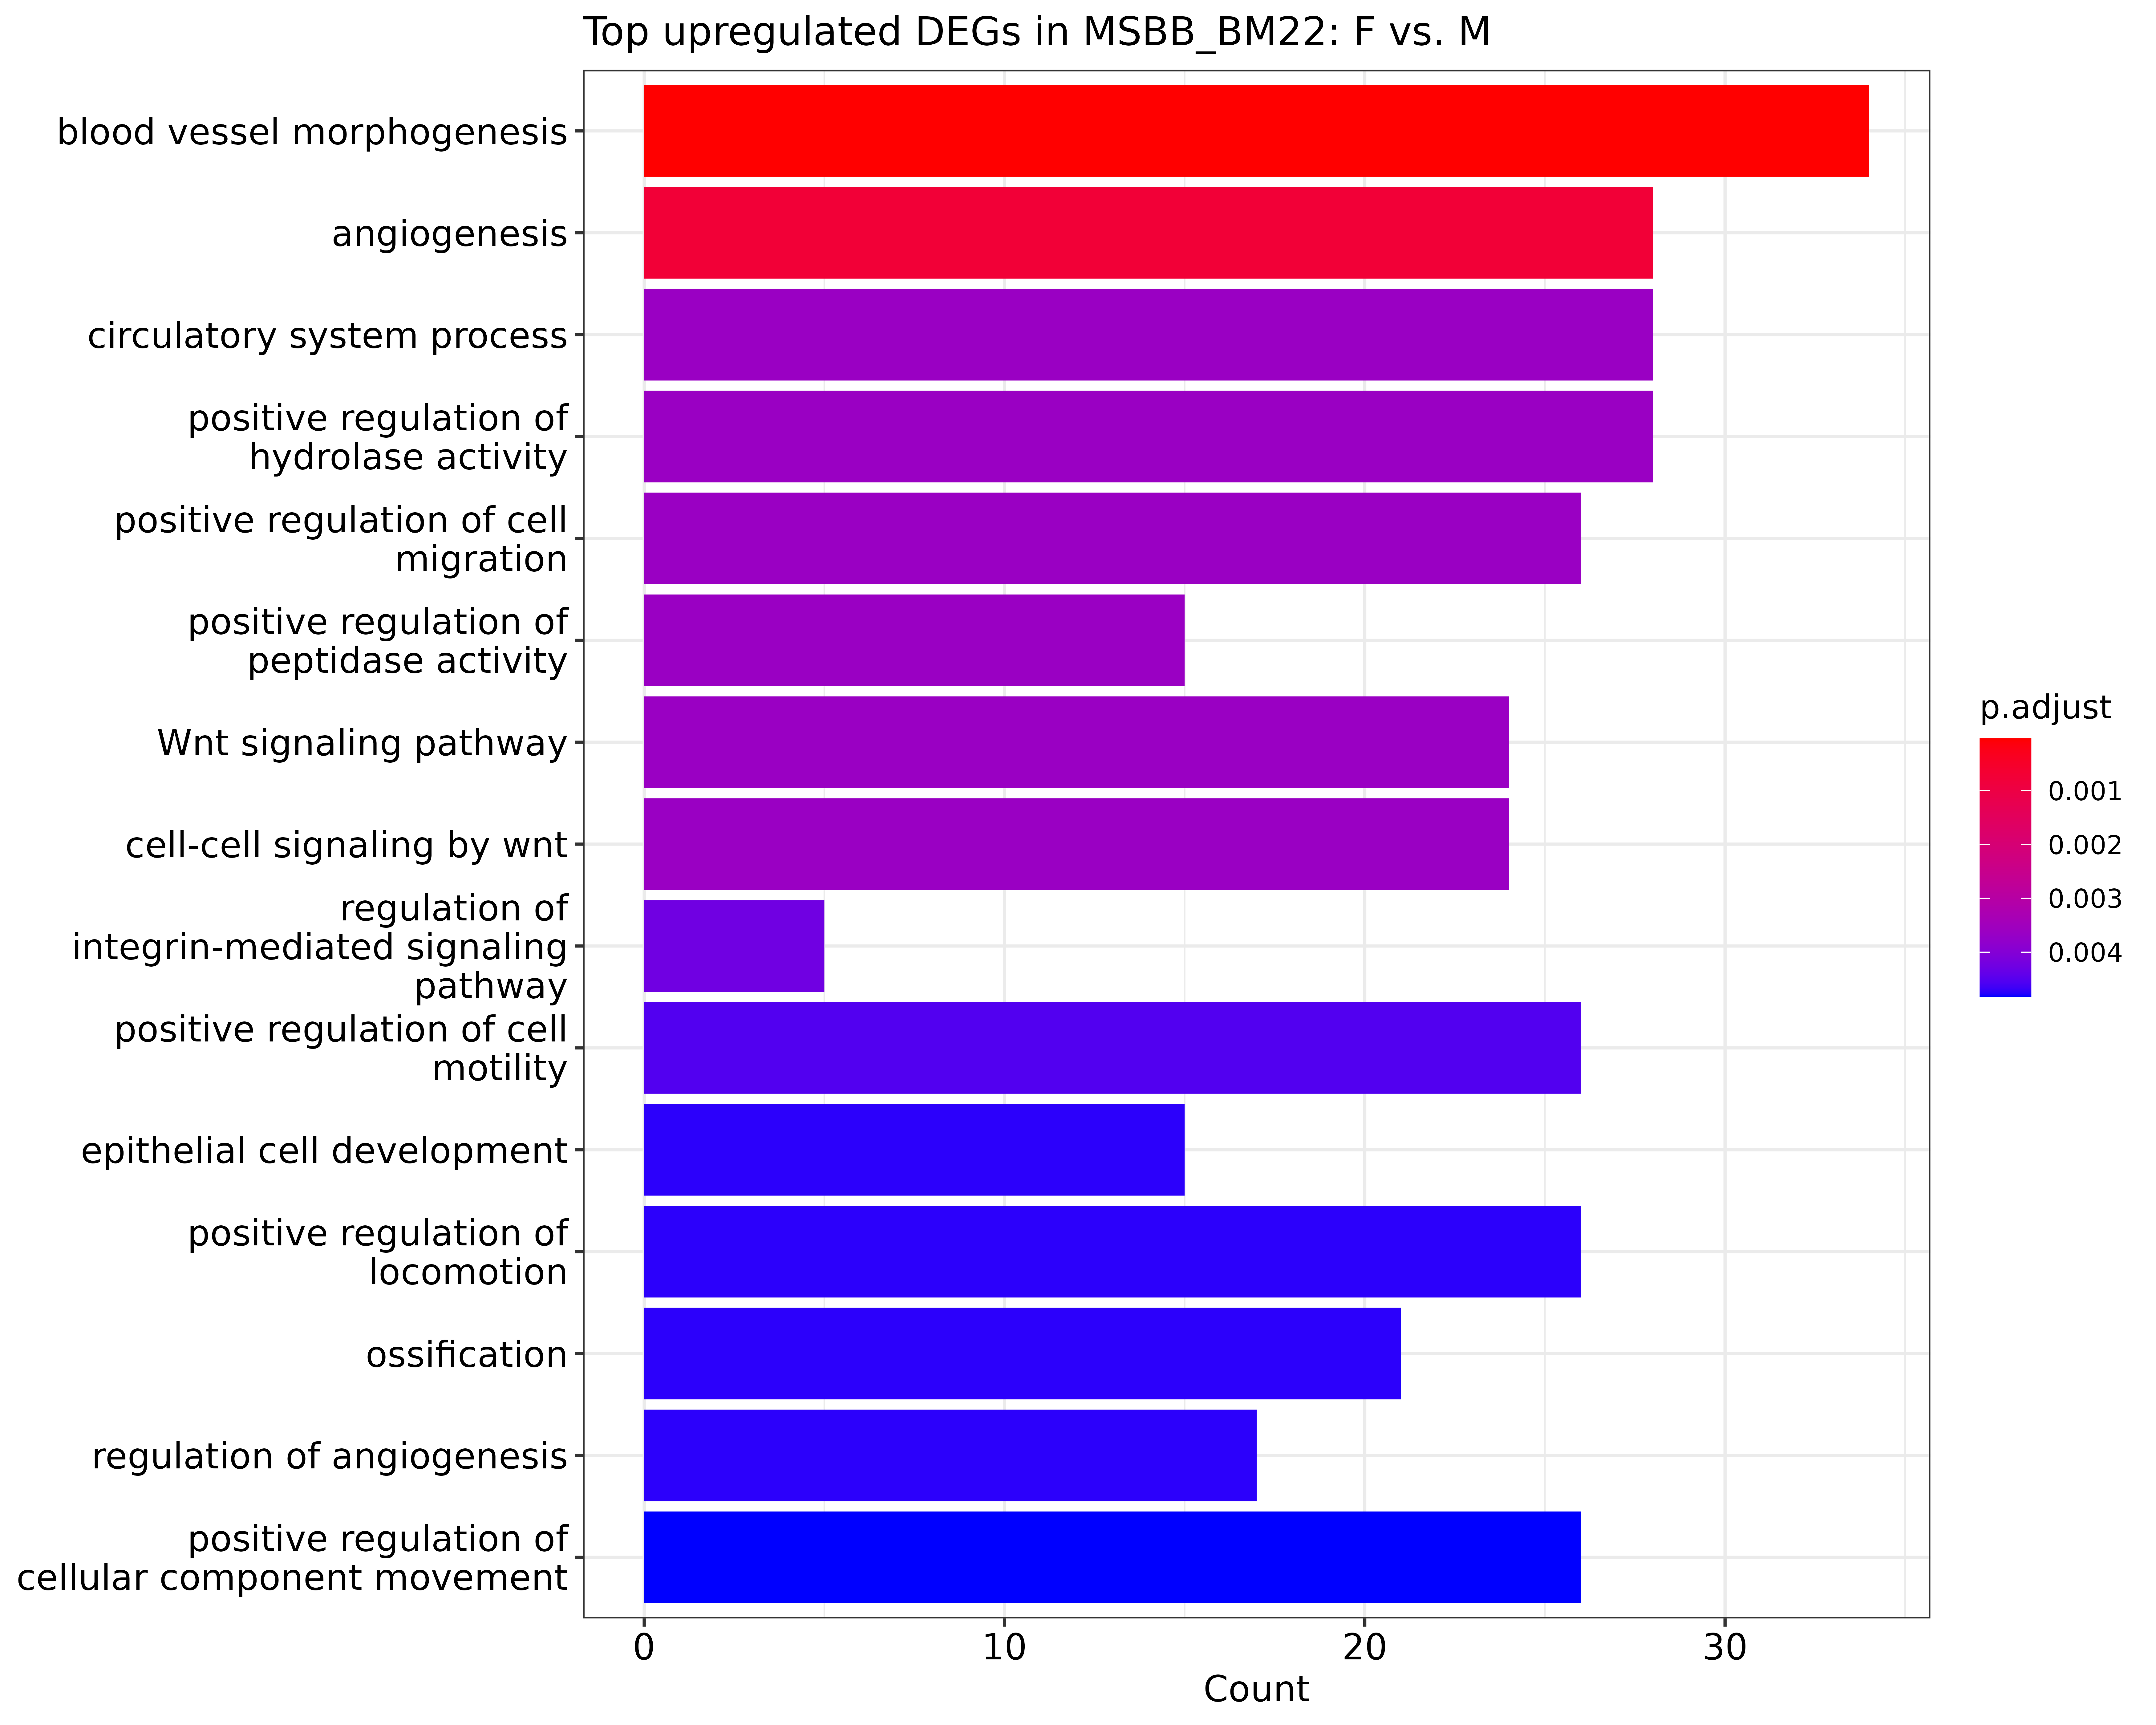 Top upregulated DEGs in MSBB_BM22: F vs. M
blood vessel morphogenesis
angiogenesis
circulatory system process
positive regulation of
hydrolase activity
positive regulation of cell
migration
positive regulation of
peptidase activity
Wnt signaling pathway
cell-cell signaling by wnt
regulation of
integrin-mediated signaling
pathway
positive regulation of cell
motility
epithelial cell development
positive regulation of
locomotion
ossification
regulation of angiogenesis
positive regulation of
cellular component movement
0 10 20 30
Count
p.adjust
0.001
0.002
0.003
0.004